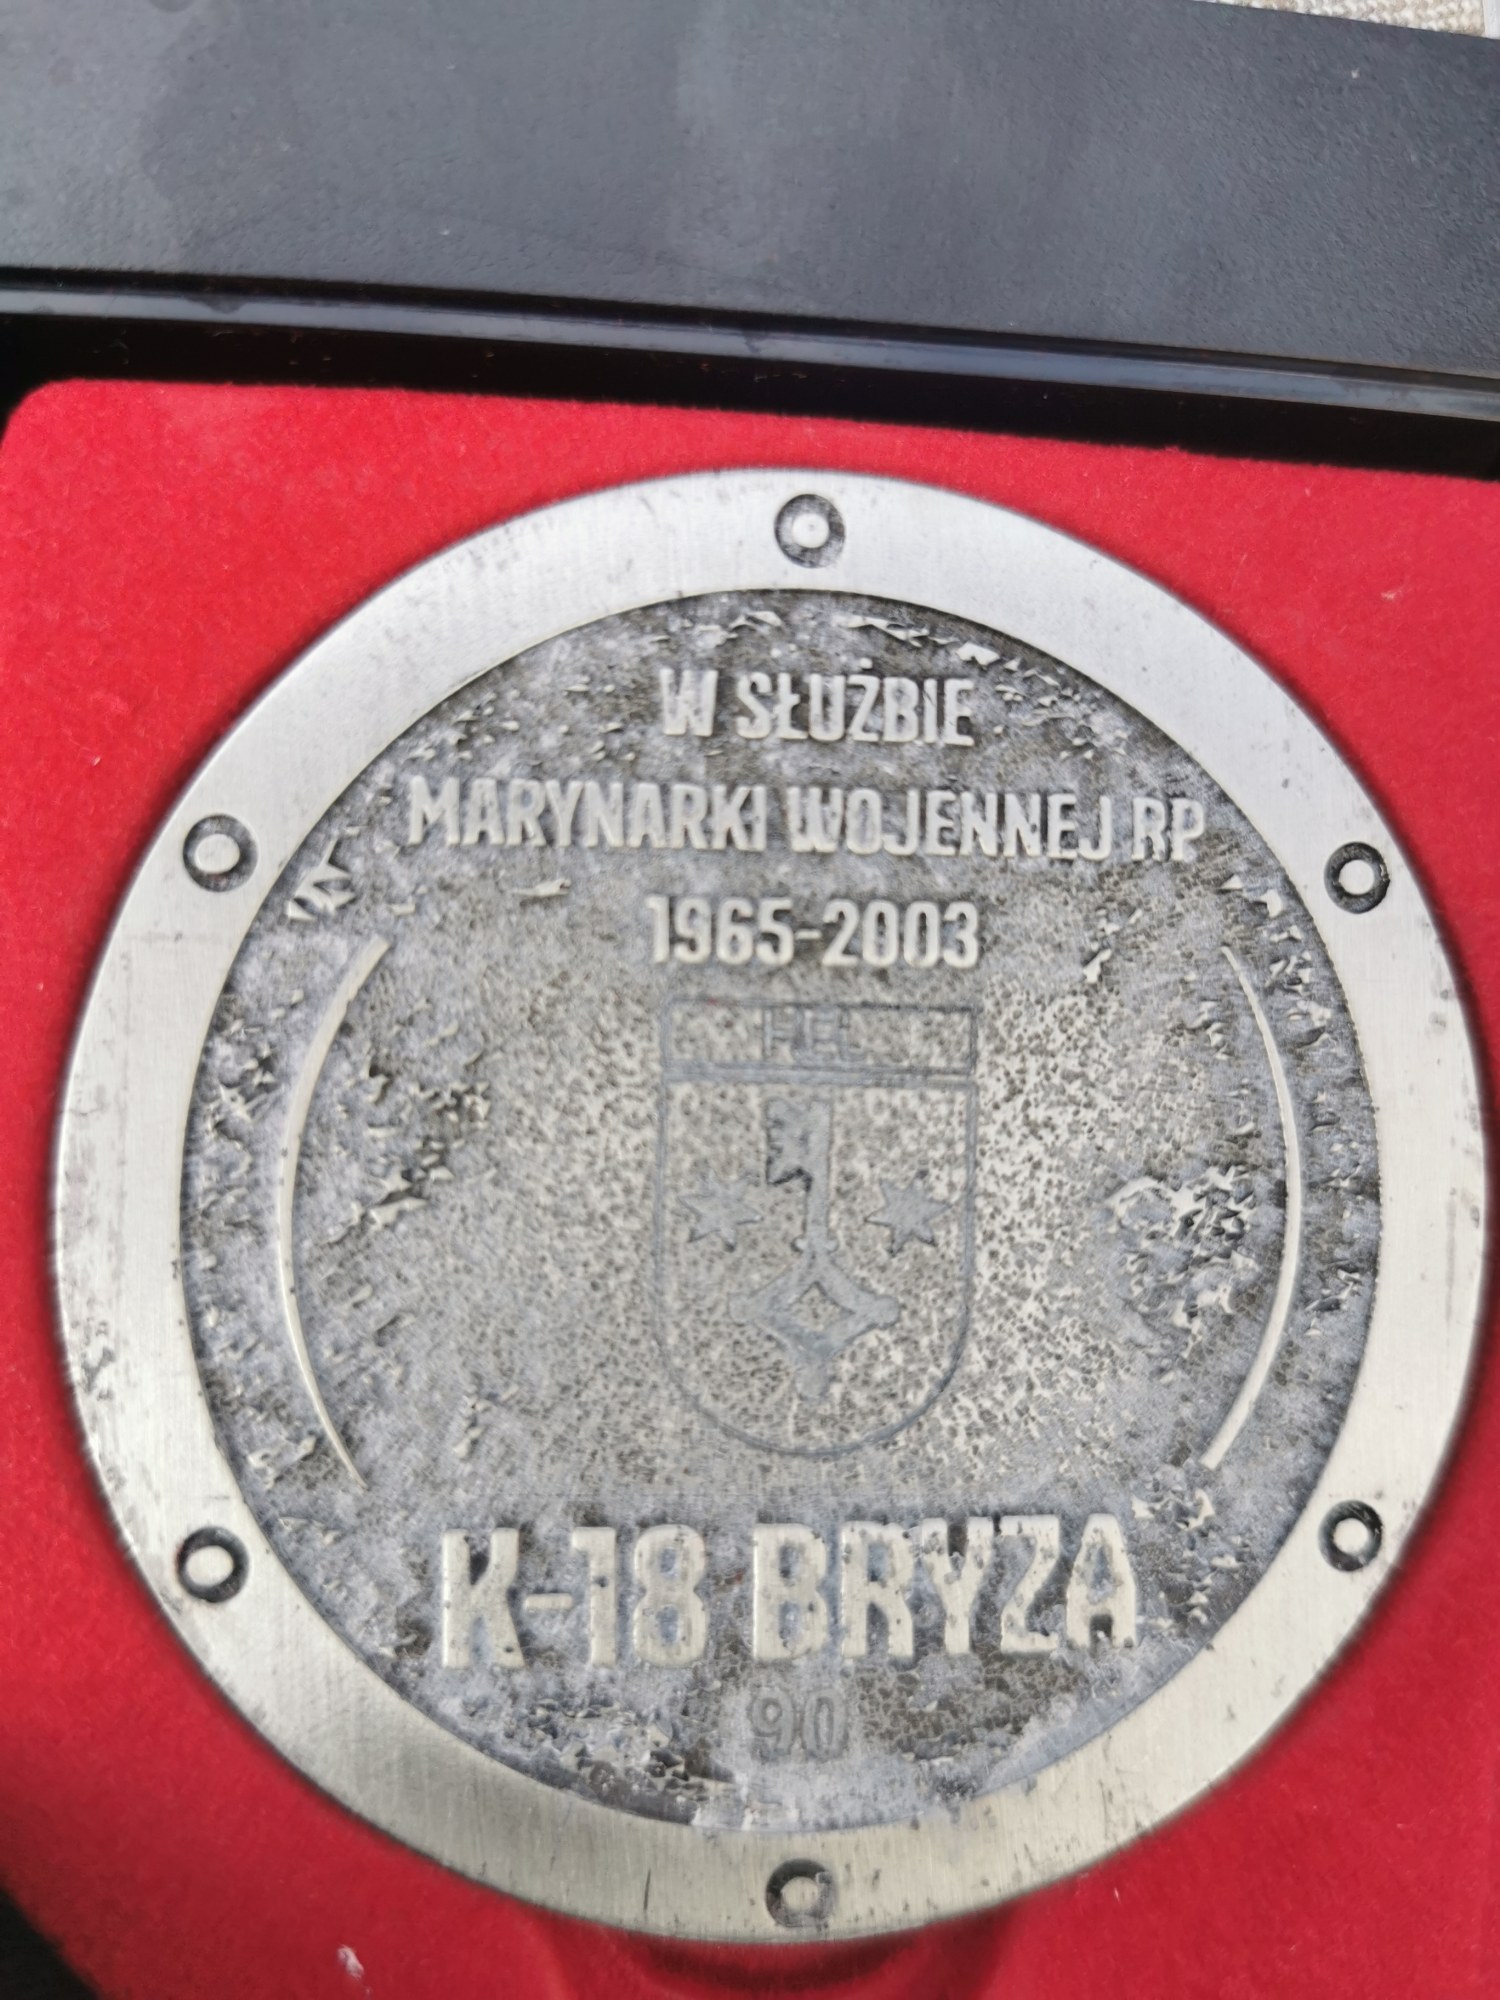 W SŁUŻBIE
MARYNARKI WOJENNEJ RP
1965-2003
HEL
K-18 BRYZA
90